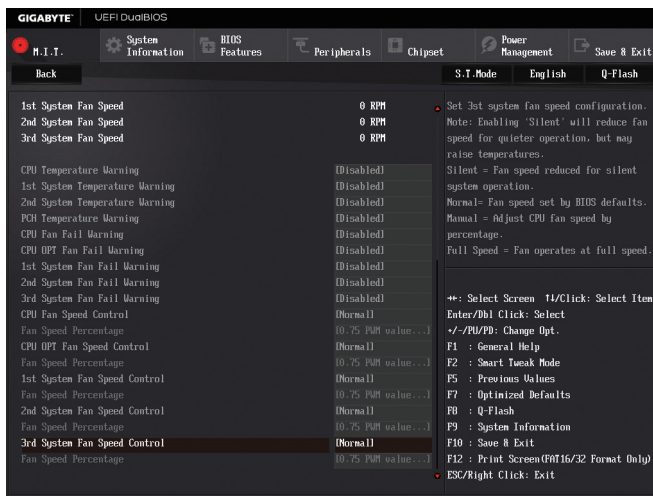 GIGABYTE™ UEFI DualBIOS
M.I.T.
System Information
BIOS Features
Peripherals
Chipset
Power Management
Save & Exit
Back
S.T.Mode English Q-Flash
1st System Fan Speed 0 RPM
2nd System Fan Speed 0 RPM
3rd System Fan Speed 0 RPM
CPU Temperature Warning [Disabled]
1st System Temperature Warning [Disabled]
2nd System Temperature Warning [Disabled]
PCH Temperature Warning [Disabled]
CPU Fan Fail Warning [Disabled]
CPU OPT Fan Fail Warning [Disabled]
1st System Fan Fail Warning [Disabled]
2nd System Fan Fail Warning [Disabled]
3rd System Fan Fail Warning [Disabled]
CPU Fan Speed Control [Normal]
Fan Speed Percentage [0.75 PWM value...]
CPU OPT Fan Speed Control [Normal]
Fan Speed Percentage [0.75 PWM value...]
1st System Fan Speed Control [Normal]
Fan Speed Percentage [0.75 PWM value...]
2nd System Fan Speed Control [Normal]
Fan Speed Percentage [0.75 PWM value...]
3rd System Fan Speed Control [Normal]
Fan Speed Percentage [0.75 PWM value...]
Set 3st system fan speed configuration.
Note: Enabling 'Silent' will reduce fan
speed for quieter operation, but may
raise temperatures.
Silent = Fan speed reduced for silent
system operation.
Normal= Fan speed set by BIOS defaults.
Manual = Adjust CPU fan speed by
percentage.
Full Speed = Fan operates at full speed.
→←: Select Screen ↑↓/Click: Select Item
Enter/Dbl Click: Select
+/-/PU/PD: Change Opt.
F1 : General Help
F2 : Smart Tweak Mode
F5 : Previous Values
F7 : Optimized Defaults
F8 : Q-Flash
F9 : System Information
F10 : Save & Exit
F12 : Print Screen(FAT16/32 Format Only)
ESC/Right Click: Exit